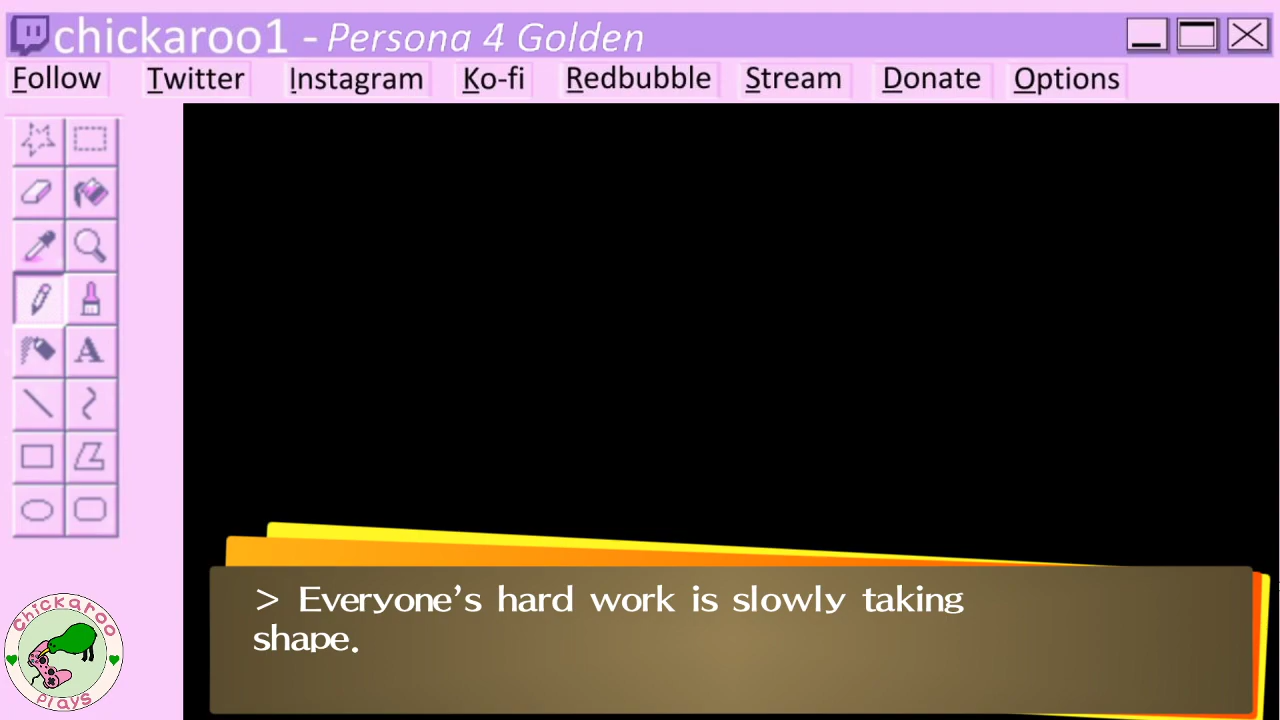 chickaroo1 - Persona 4 Golden
Follow Twitter Instagram Ko-fi Redbubble Stream Donate Options
A
> Everyone's hard work is slowly taking
shape.
Chickaroo
plays